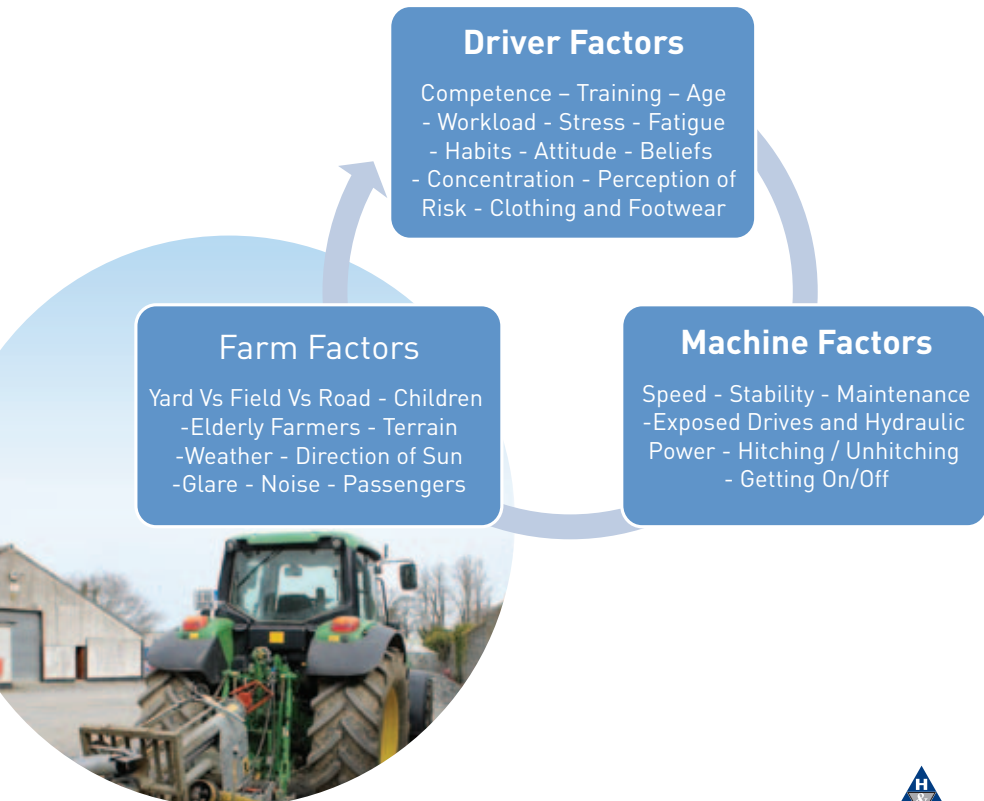 Driver Factors
Competence – Training – Age
- Workload - Stress - Fatigue
- Habits - Attitude - Beliefs
- Concentration - Perception of
Risk - Clothing and Footwear
Farm Factors
Yard Vs Field Vs Road - Children
-Elderly Farmers - Terrain
-Weather - Direction of Sun
-Glare - Noise - Passengers
Machine Factors
Speed - Stability - Maintenance
-Exposed Drives and Hydraulic
Power - Hitching / Unhitching
- Getting On/Off
H